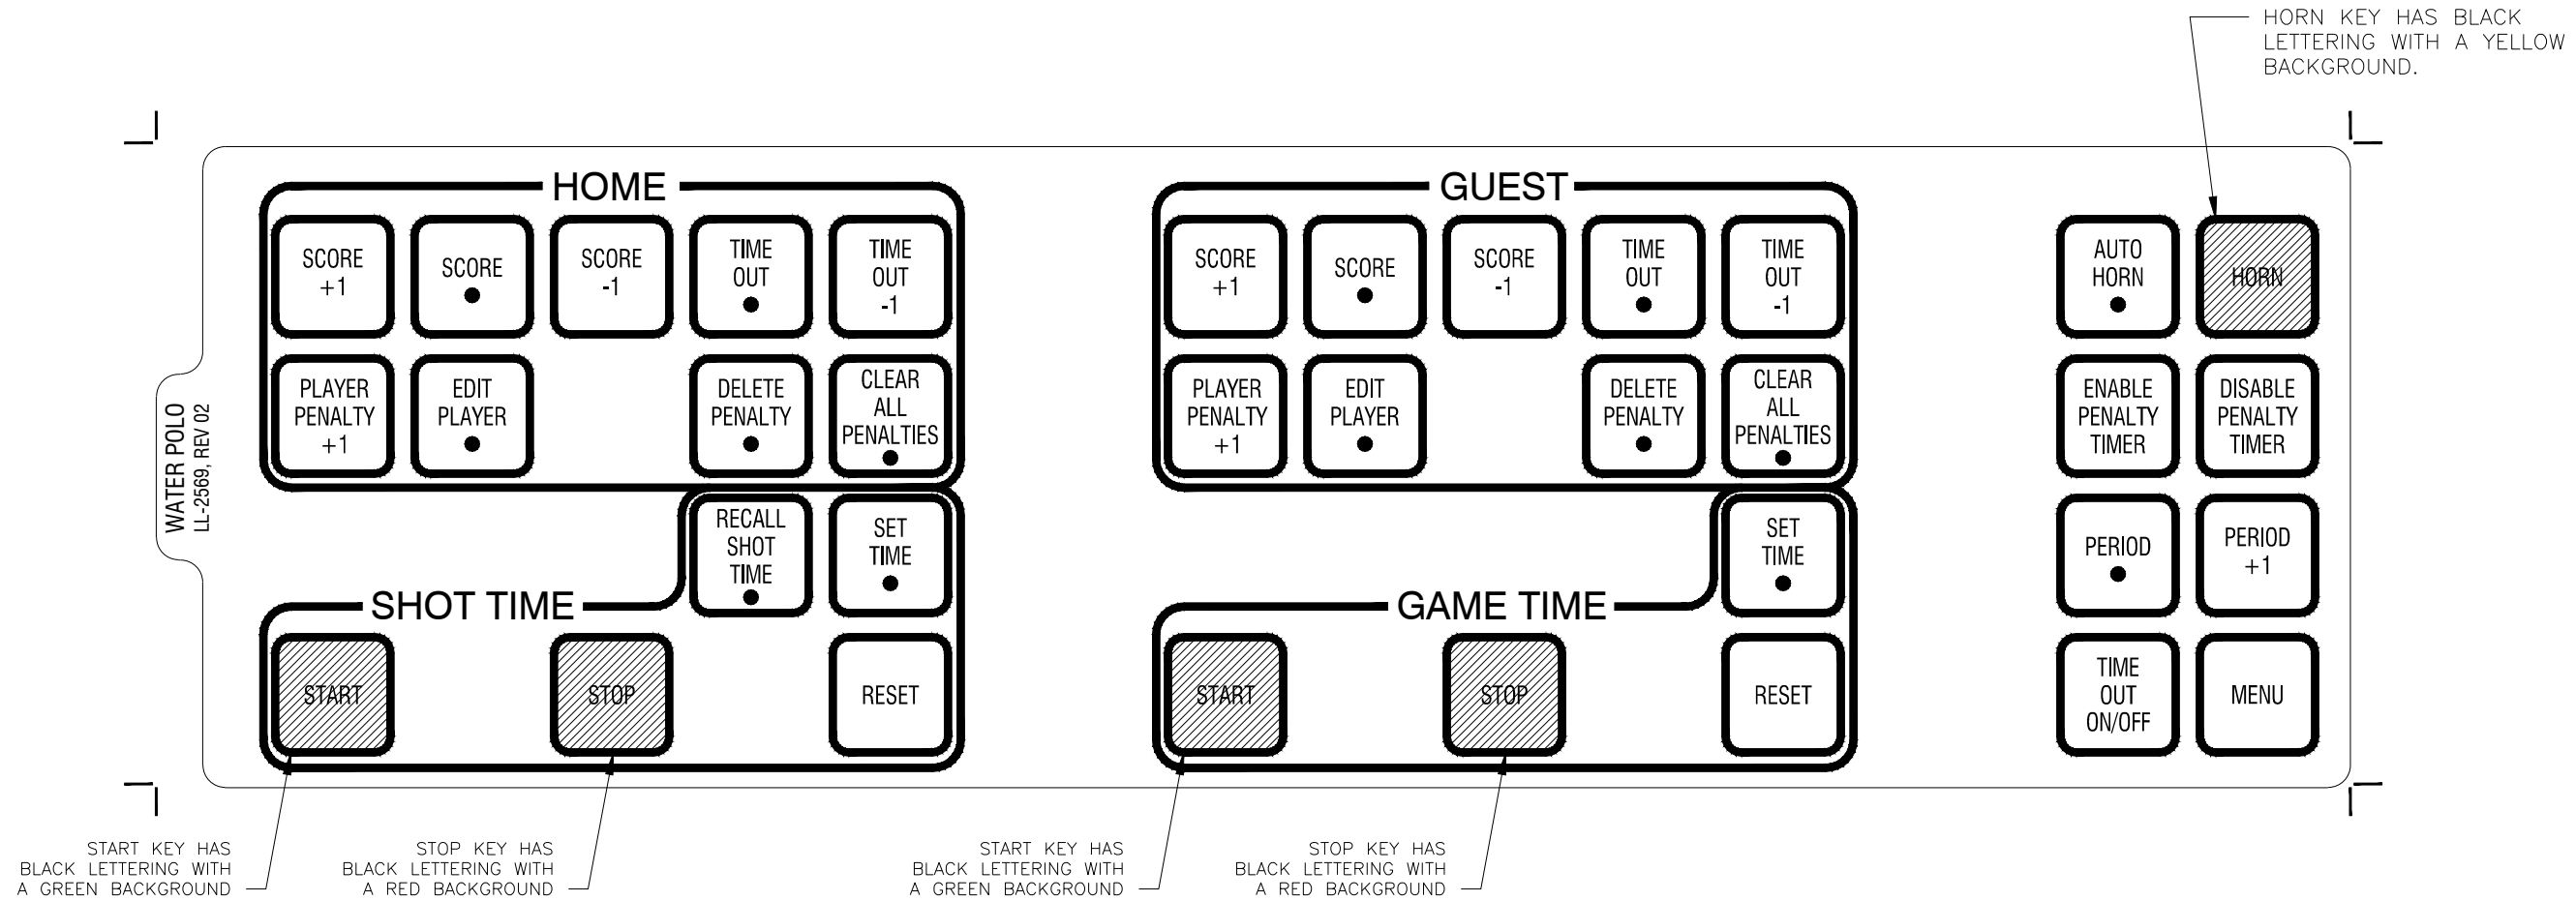 HORN KEY HAS BLACK
LETTERING WITH A YELLOW
BACKGROUND.
WATER POLO
LL-2569, REV 02
HOME
SCORE
+1
SCORE
●
SCORE
-1
TIME
OUT
●
TIME
OUT
-1
PLAYER
PENALTY
+1
EDIT
PLAYER
●
DELETE
PENALTY
●
CLEAR
ALL
PENALTIES
●
SHOT TIME
RECALL
SHOT
TIME
●
SET
TIME
●
START
STOP
RESET
GUEST
SCORE
+1
SCORE
●
SCORE
-1
TIME
OUT
●
TIME
OUT
-1
PLAYER
PENALTY
+1
EDIT
PLAYER
●
DELETE
PENALTY
●
CLEAR
ALL
PENALTIES
●
GAME TIME
SET
TIME
●
START
STOP
RESET
AUTO
HORN
●
HORN
ENABLE
PENALTY
TIMER
DISABLE
PENALTY
TIMER
PERIOD
●
PERIOD
+1
TIME
OUT
ON/OFF
MENU
START KEY HAS
BLACK LETTERING WITH
A GREEN BACKGROUND
STOP KEY HAS
BLACK LETTERING WITH
A RED BACKGROUND
START KEY HAS
BLACK LETTERING WITH
A GREEN BACKGROUND
STOP KEY HAS
BLACK LETTERING WITH
A RED BACKGROUND